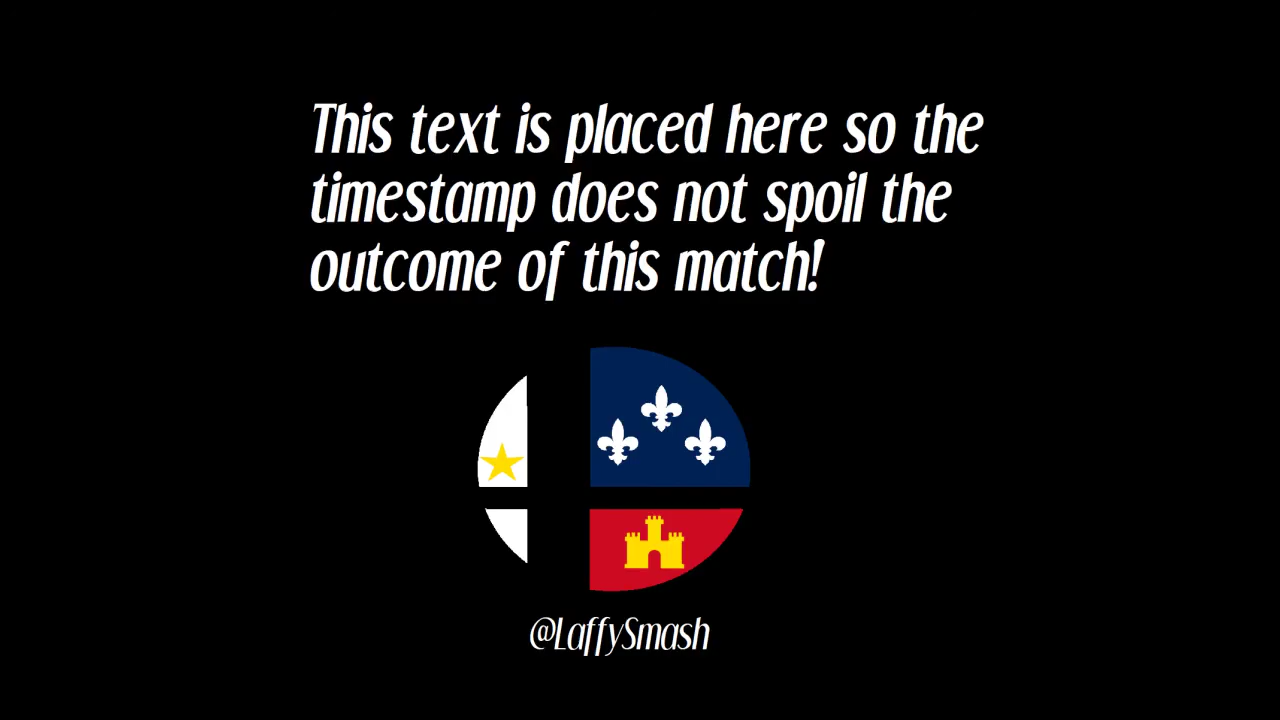 This text is placed here so the
timestamp does not spoil the
outcome of this match!
@LaffySmash